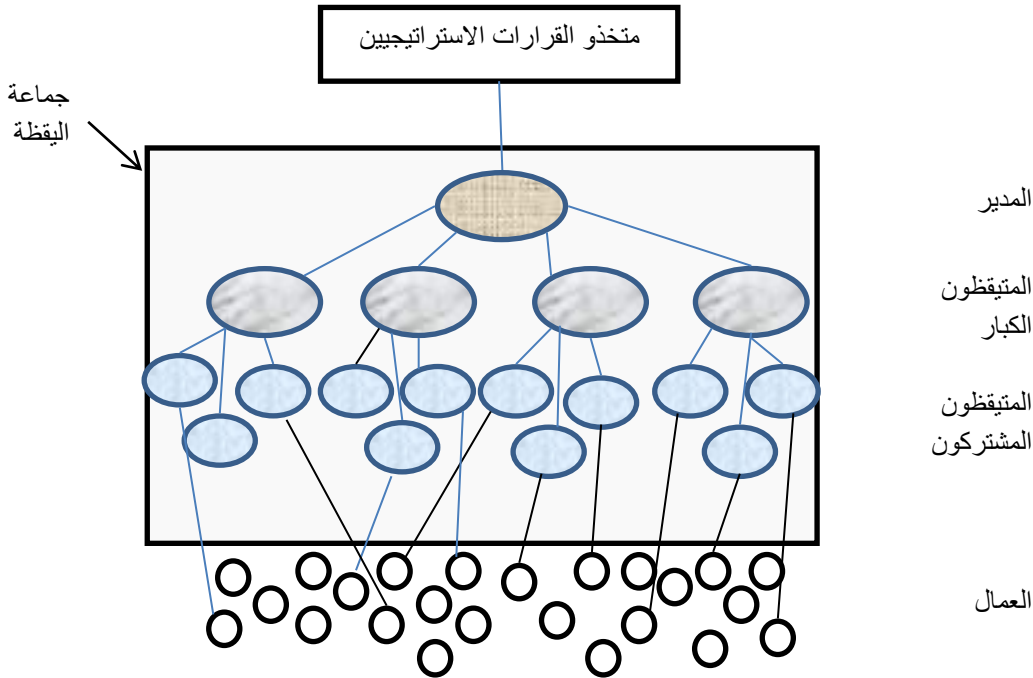 متخذو القرارات الاستراتيجيين
جماعة
اليقظة
المدير
المتيقظون
الكبار
المتيقظون
المشتركون
العمال